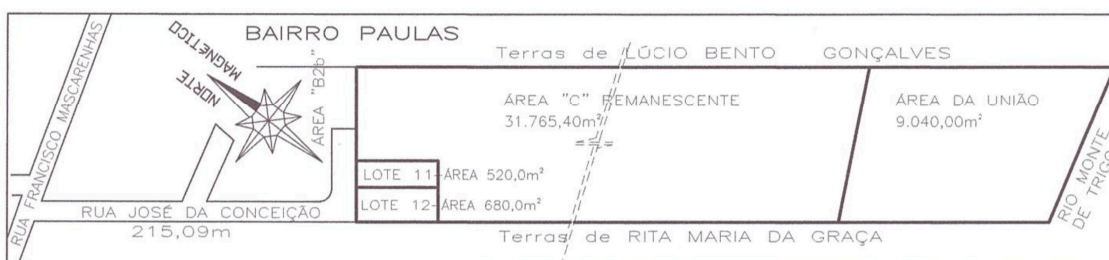 BAIRRO PAULAS
Terras de LÚCIO BENTO GONÇALVES
RUA FRANCISCO MASCARENHAS
NORTE
MAGNÉTICO
ÁREA "B2b"
ÁREA "C" REMANESCENTE
31.765,40m²
ÁREA DA UNIÃO
9.040,00m²
LOTE 11-ÁREA 520,0m²
LOTE 12-ÁREA 680,0m²
RUA JOSÉ DA CONCEIÇÃO
215,09m
Terras de RITA MARIA DA GRAÇA
RIO MONTE
DE TRIGO